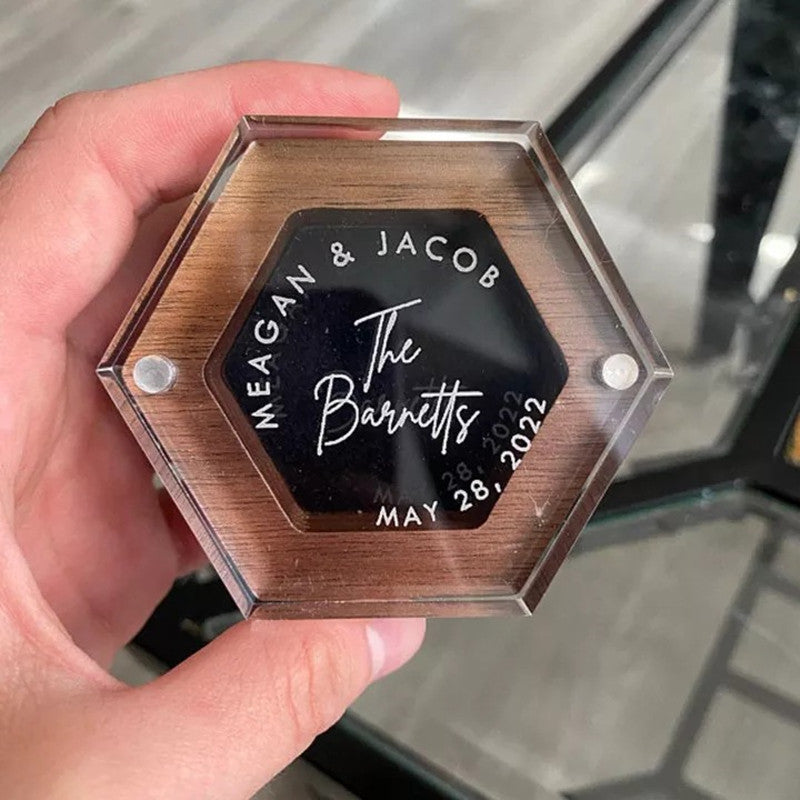 MEAGAN & JACOB
The
Barnetts
MAY 28, 2022